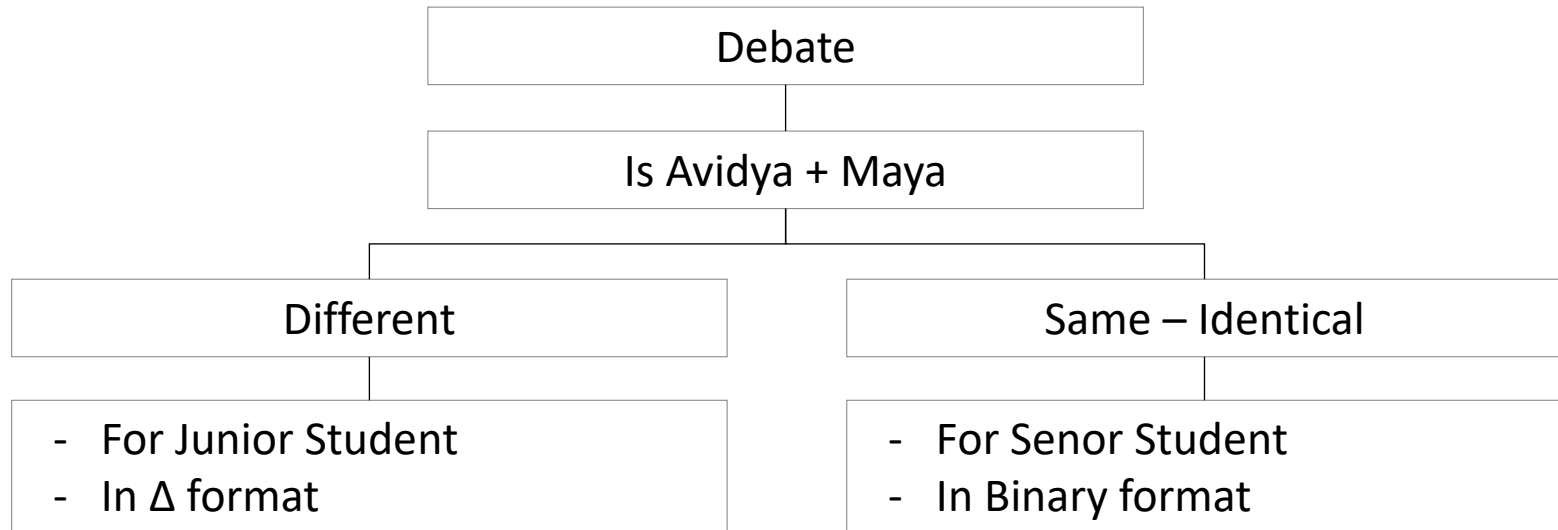 Debate
Is Avidya + Maya
Different
Same – Identical
- For Junior Student
- In Δ format
- For Senor Student
- In Binary format